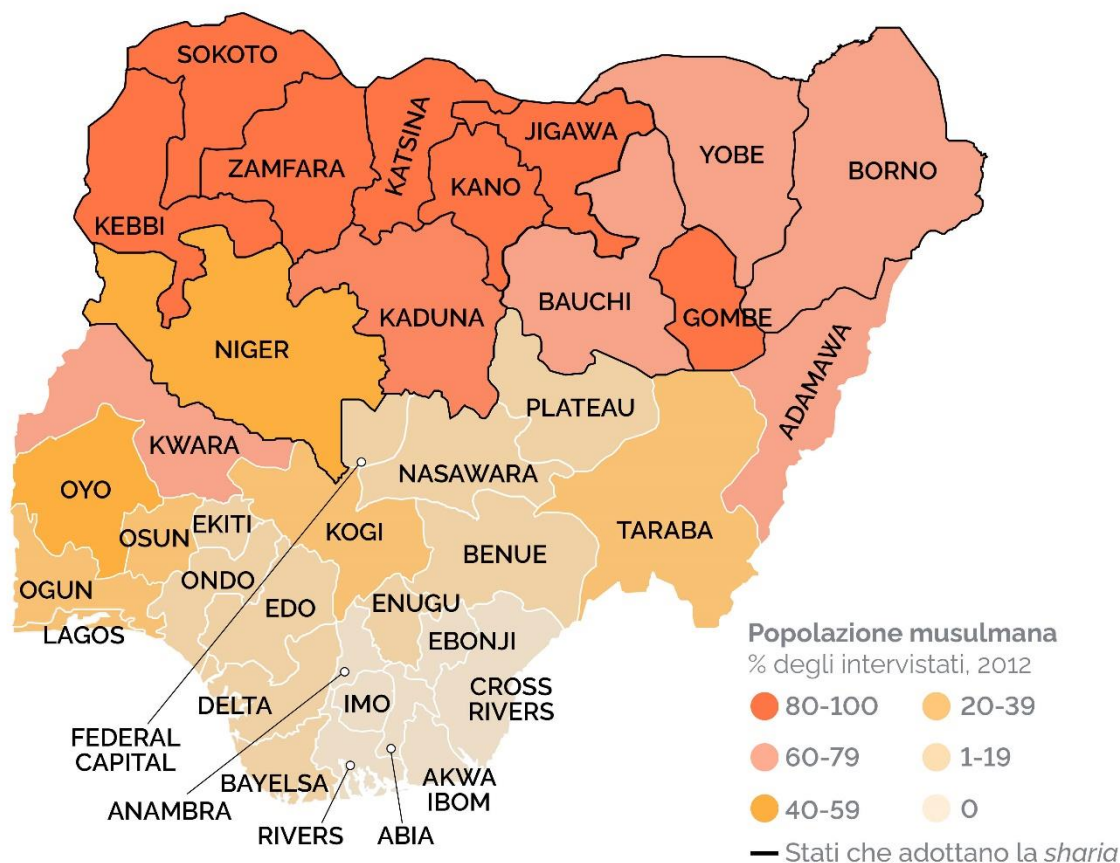 SOKOTO
KATSINA
JIGAWA
ZAMFARA
KANO
YOBE
BORNO
KEBBI
KADUNA
BAUCHI
GOMBE
NIGER
ADAMAWA
PLATEAU
KWARA
NASAWARA
OYO
EKITI
OSUN
KOGI
TARABA
BENUE
ONDO
OGUN
EDO
ENUGU
LAGOS
EBONJI
CROSS
RIVERS
DELTA
IMO
FEDERAL
CAPITAL
BAYELSA
AKWA
IBOM
ANAMBRA
RIVERS
ABIA
Popolazione musulmana
% degli intervistati, 2012
80-100
20-39
60-79
1-19
40-59
0
Stati che adottano la sharia